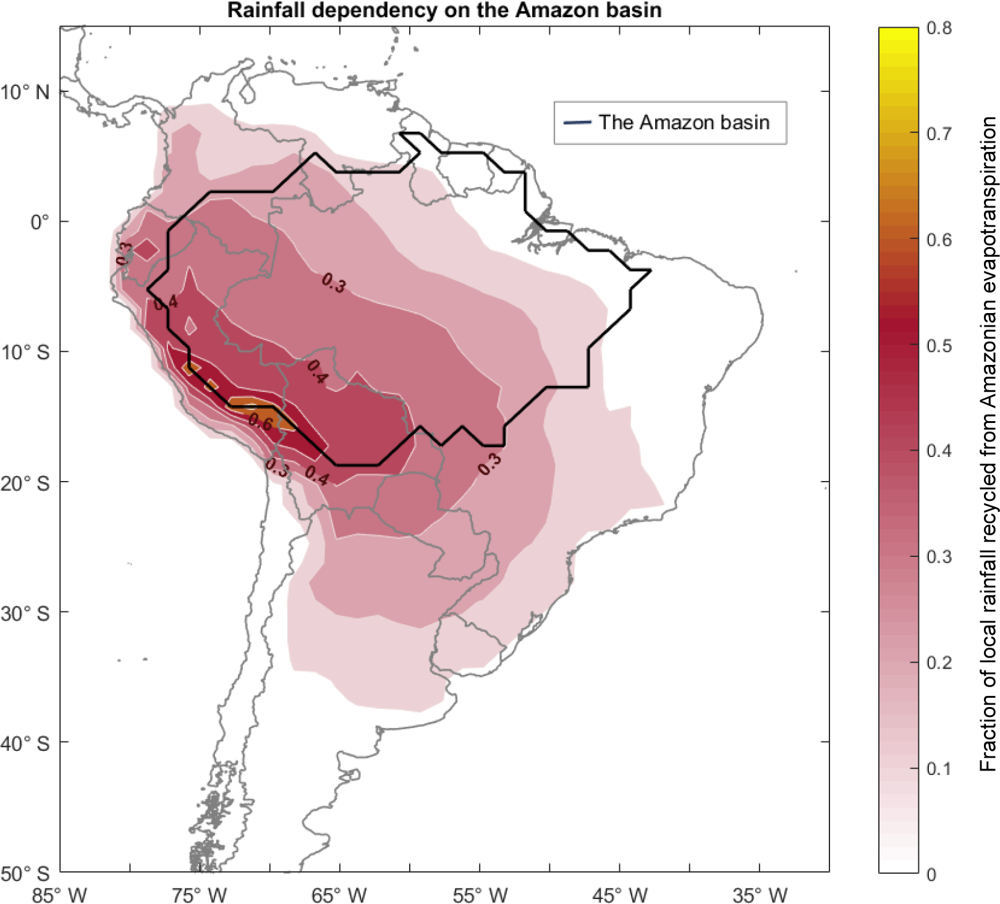 Rainfall dependency on the Amazon basin
The Amazon basin
10° N
0°
10° S
20° S
30° S
40° S
50° S
85° W
75° W
65° W
55° W
45° W
35° W
0.3
0.3
0.4
0.4
0.6
0.3
0.4
0.3
0.8
0.7
0.6
0.5
0.4
0.3
0.2
0.1
0
Fraction of local rainfall recycled from Amazonian evapotranspiration